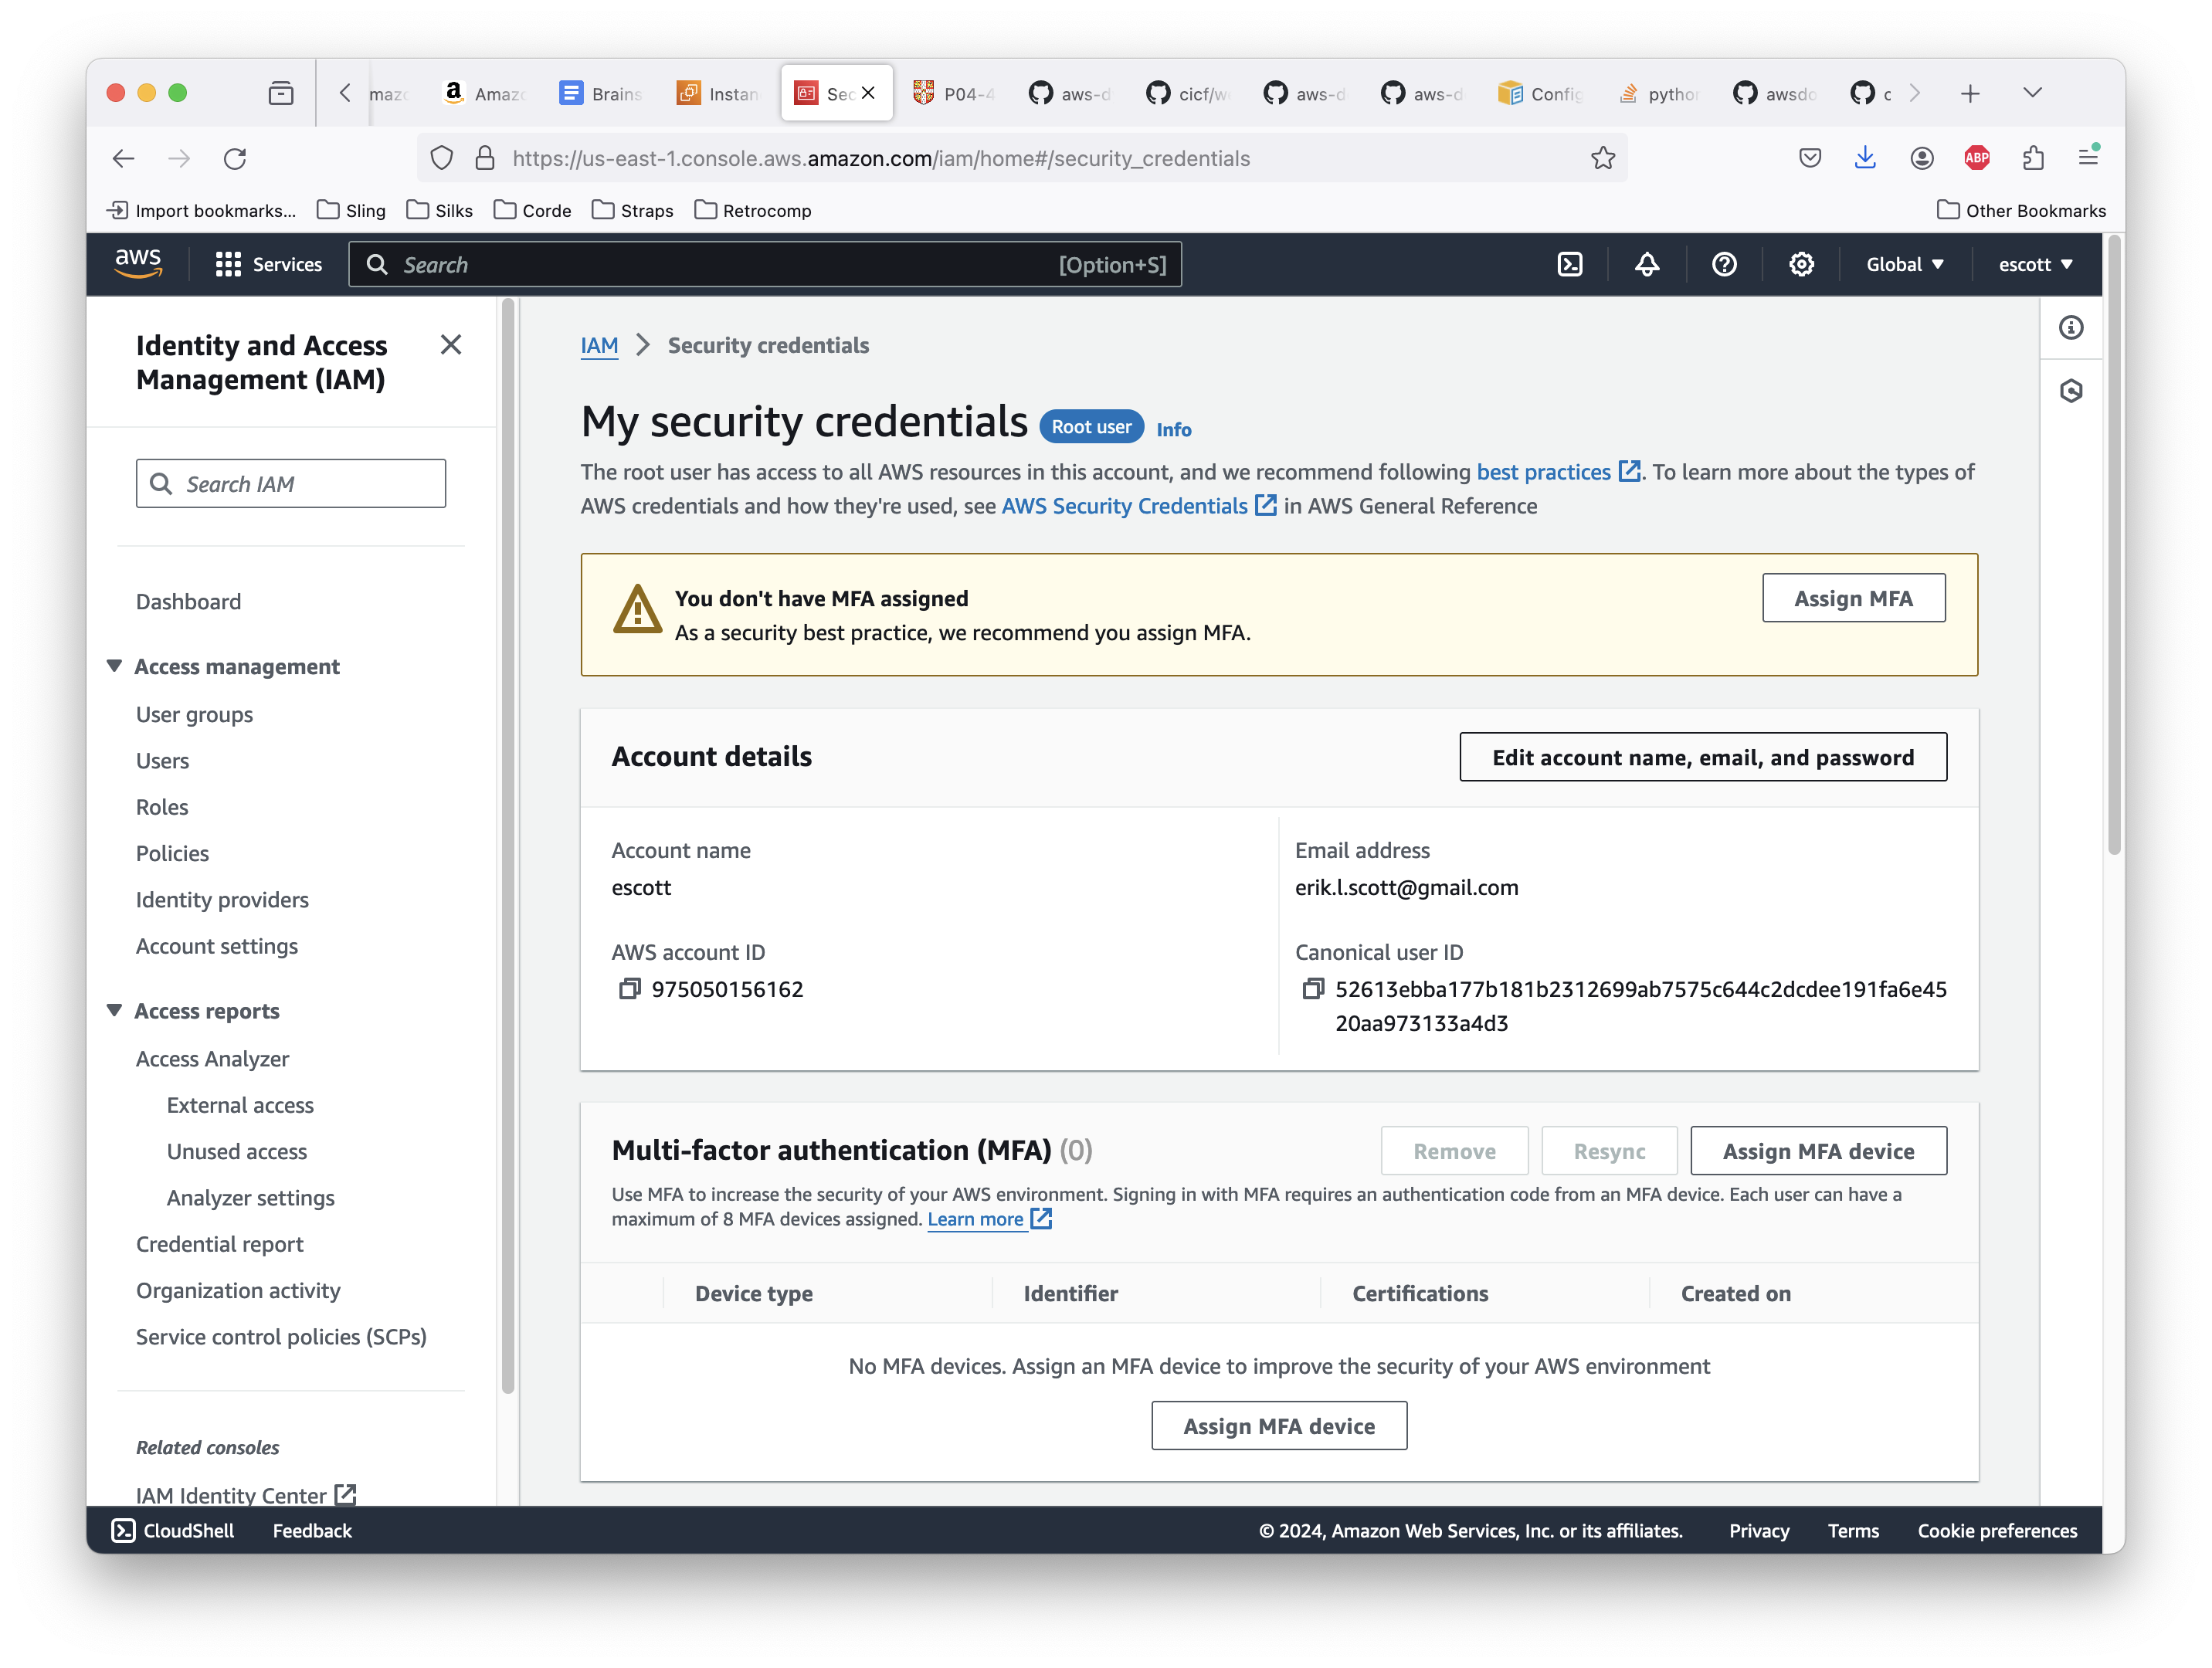 Amaz
Brains
Instan
Sec
P04-4
aws-d
cicf/w
aws-d
aws-d
Config
python
awsdo
c
https://us-east-1.console.aws.amazon.com/iam/home#/security_credentials
ABP
Import bookmarks...
Sling
Silks
Corde
Straps
Retrocomp
Other Bookmarks
aws
Services
Search
[Option+S]
Global
escott
Identity and Access
Management (IAM)
Search IAM
Dashboard
Access management
User groups
Users
Roles
Policies
Identity providers
Account settings
Access reports
Access Analyzer
External access
Unused access
Analyzer settings
Credential report
Organization activity
Service control policies (SCPs)
Related consoles
IAM Identity Center
IAM > Security credentials
My security credentials Root user Info
The root user has access to all AWS resources in this account, and we recommend following best practices. To learn more about the types of
AWS credentials and how they're used, see AWS Security Credentials in AWS General Reference
You don't have MFA assigned
As a security best practice, we recommend you assign MFA.
Assign MFA
Account details
Edit account name, email, and password
Account name
escott
Email address
erik.l.scott@gmail.com
AWS account ID
975050156162
Canonical user ID
52613ebba177b181b2312699ab7575c644c2dcdee191fa6e45
20aa973133a4d3
Multi-factor authentication (MFA) (0)
Remove
Resync
Assign MFA device
Use MFA to increase the security of your AWS environment. Signing in with MFA requires an authentication code from an MFA device. Each user can have a
maximum of 8 MFA devices assigned. Learn more
Device type
Identifier
Certifications
Created on
No MFA devices. Assign an MFA device to improve the security of your AWS environment
Assign MFA device
CloudShell
Feedback
© 2024, Amazon Web Services, Inc. or its affiliates.
Privacy
Terms
Cookie preferences